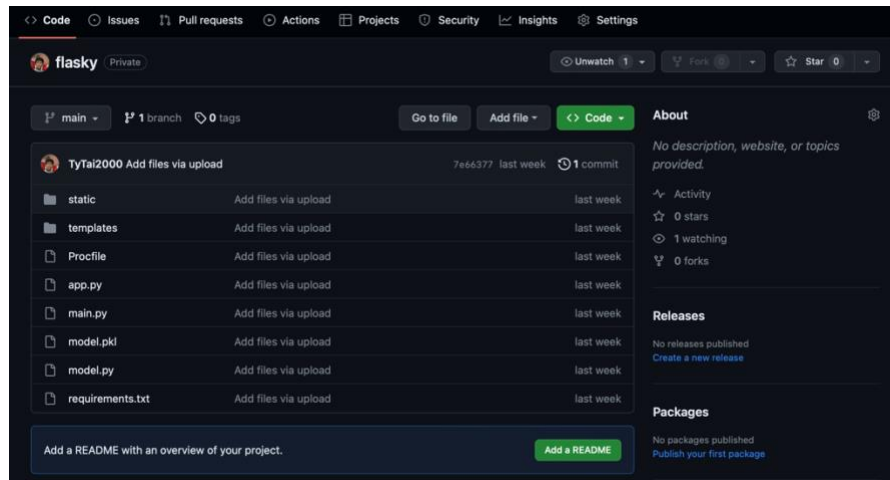 Code Issues Pull requests Actions Projects Security Insights Settings
flasky Private
Unwatch 1 Fork 0 Star 0
main 1 branch 0 tags Go to file Add file Code
TyTai2000 Add files via upload 7e66377 last week 1 commit
static Add files via upload last week
templates Add files via upload last week
Procfile Add files via upload last week
app.py Add files via upload last week
main.py Add files via upload last week
model.pkl Add files via upload last week
model.py Add files via upload last week
requirements.txt Add files via upload last week
Add a README with an overview of your project. Add a README
About
No description, website, or topics
provided.
Activity
0 stars
1 watching
0 forks
Releases
No releases published
Create a new release
Packages
No packages published
Publish your first package